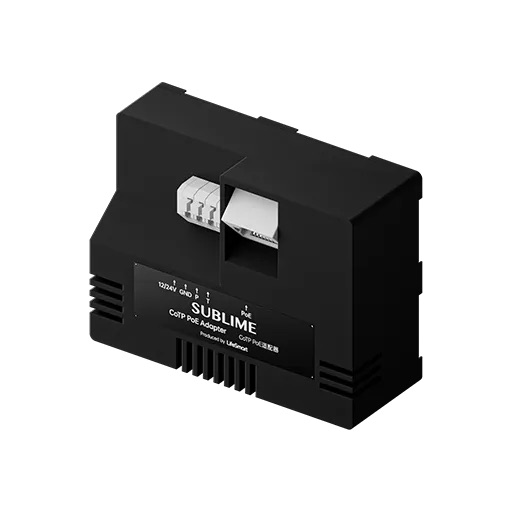 12/24V GND P T PoE
SUBLIME
CoTP PoE Adapter CoTP PoE适配器
Produced by LifeSmart